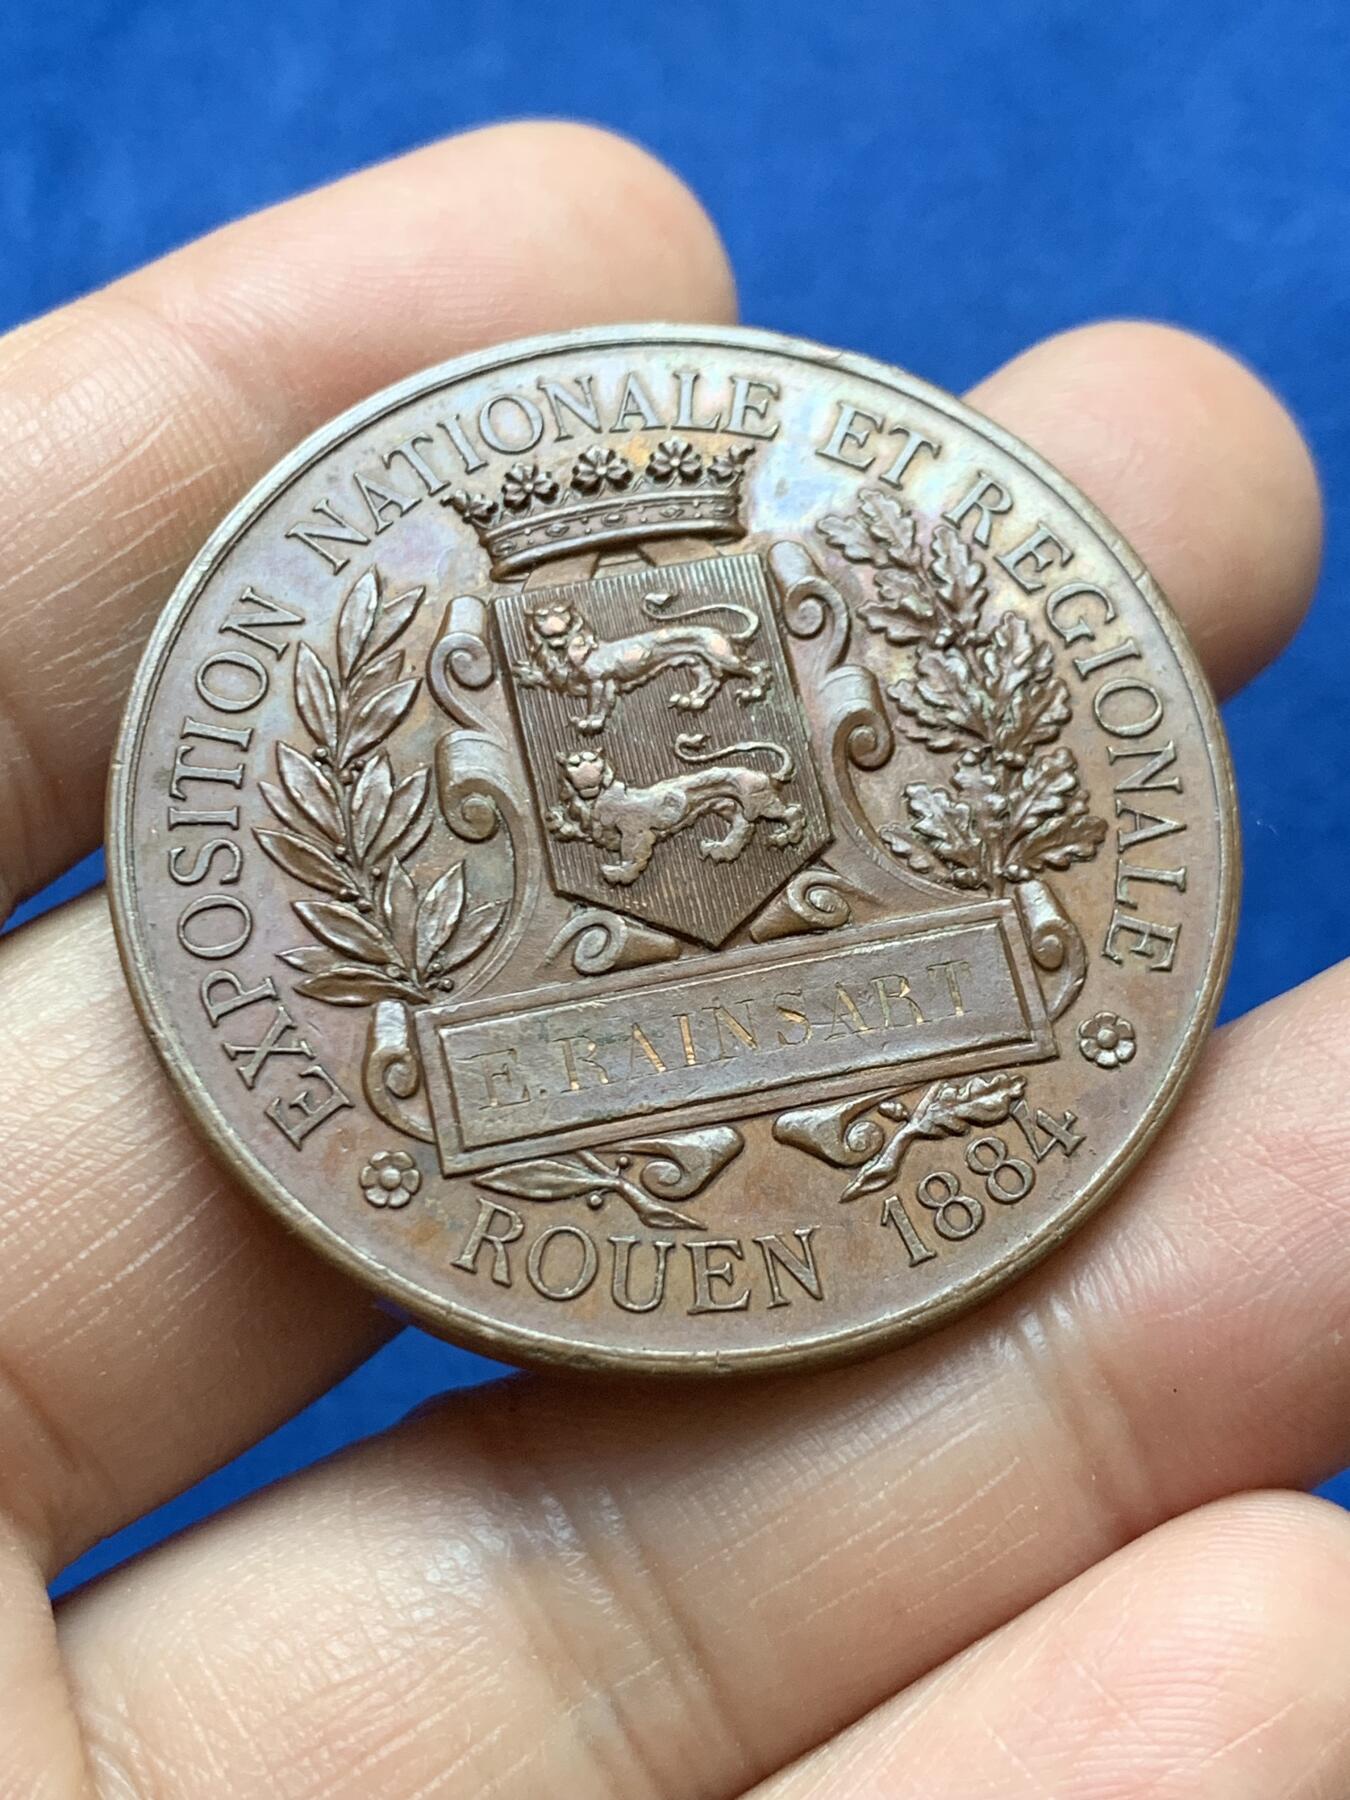 EXPOSITION NATIONALE ET REGIONALE
E. RAINSART
ROUEN 1884